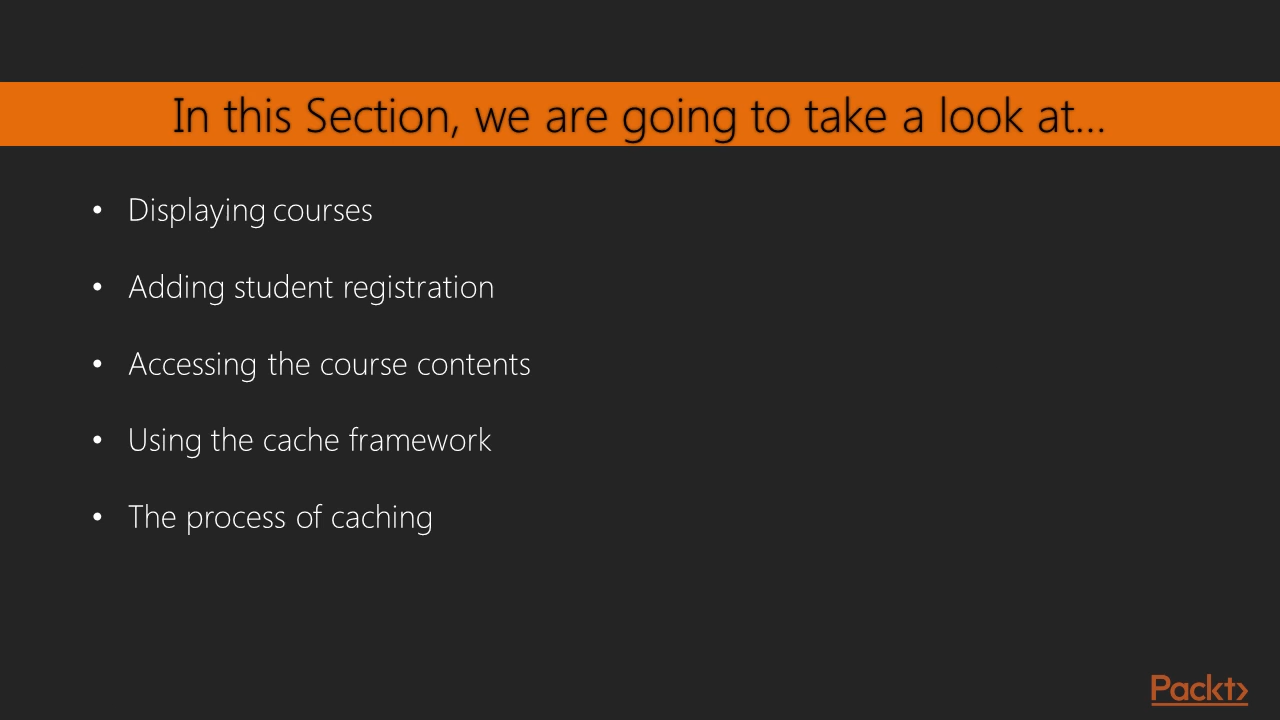 In this Section, we are going to take a look at...
• Displaying courses
• Adding student registration
• Accessing the course contents
• Using the cache framework
• The process of caching
Packt>